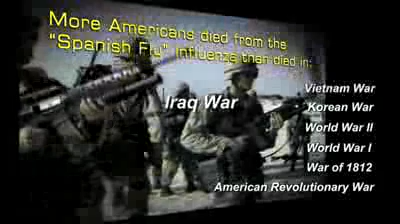 More Americans died from the
"Spanish Flu" Influenza then died in:
Iraq War
Vietnam War
Korean War
World War II
World War I
War of 1812
American Revolutionary War